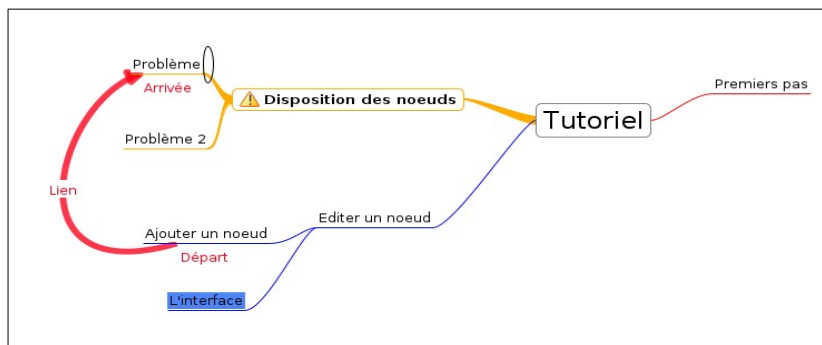 Problème
Arrivée
Disposition des noeuds
Premiers pas
Tutoriel
Problème 2
Lien
Editer un noeud
Ajouter un noeud
Départ
L'interface